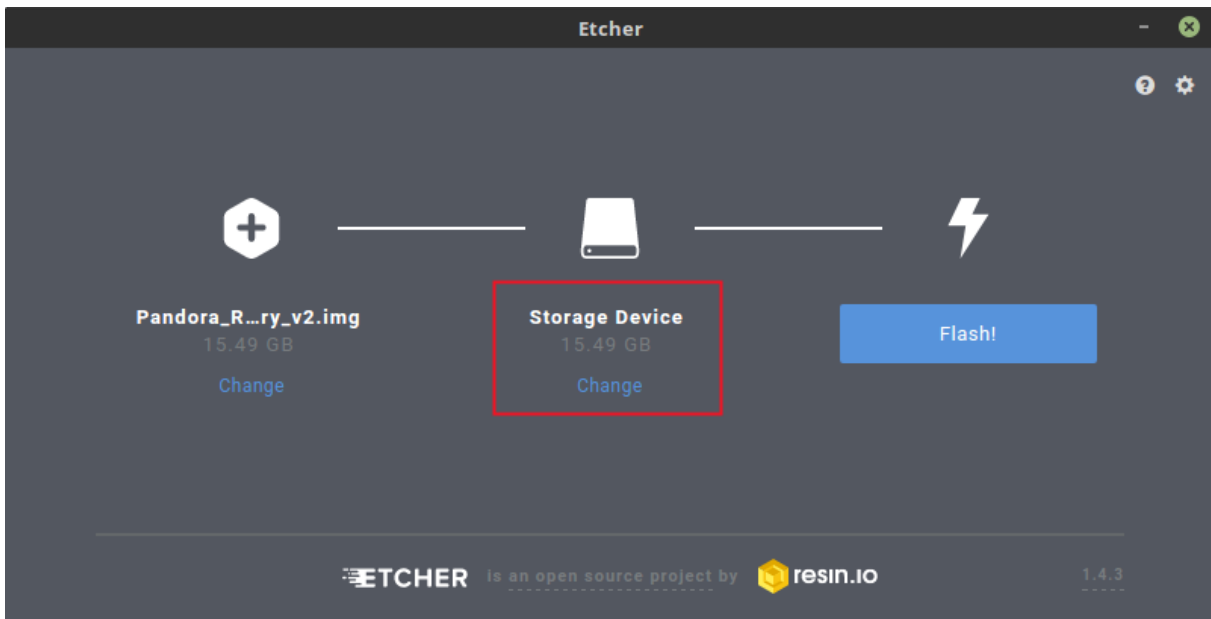 Etcher
Pandora_R...ry_v2.img
15.49 GB
Change
Storage Device
15.49 GB
Change
Flash!
ETCHER is an open source project by resin.io 1.4.3